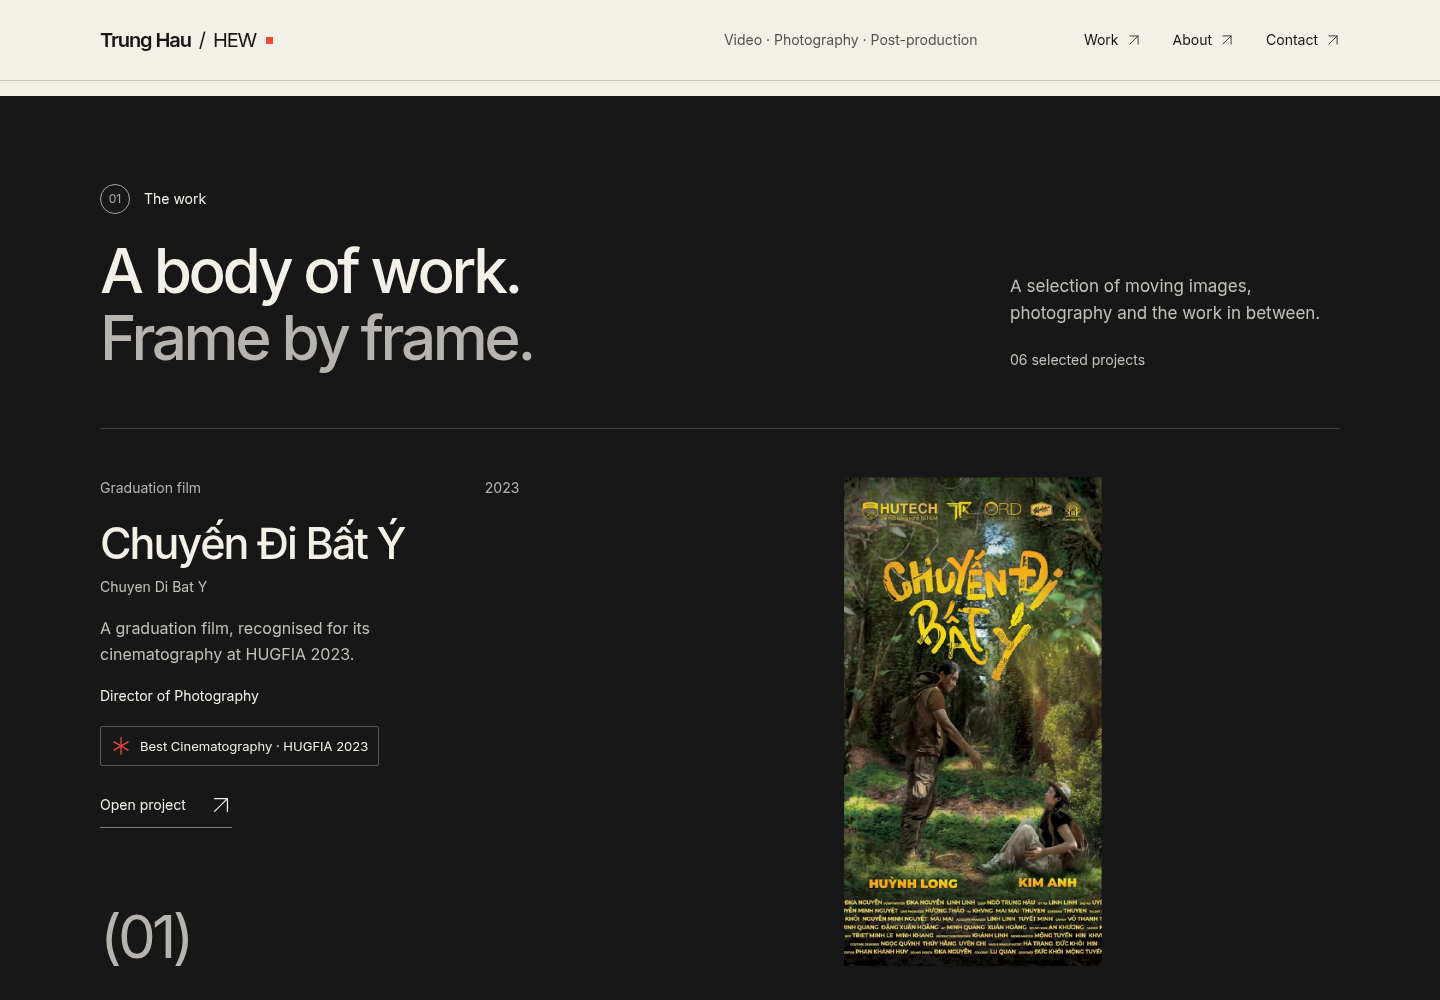 Trung Hau / HEW
Video · Photography · Post-production
Work
About
Contact
01
The work
A body of work.
Frame by frame.
A selection of moving images,
photography and the work in between.
06 selected projects
Graduation film
2023
Chuyến Đi Bất Ý
Chuyen Di Bat Y
A graduation film, recognised for its
cinematography at HUGFIA 2023.
Director of Photography
Best Cinematography · HUGFIA 2023
Open project
(01)
HUTECH
ORD
CHUYẾN ĐI
BẤT Ý
HUỲNH LONG
KIM ANH